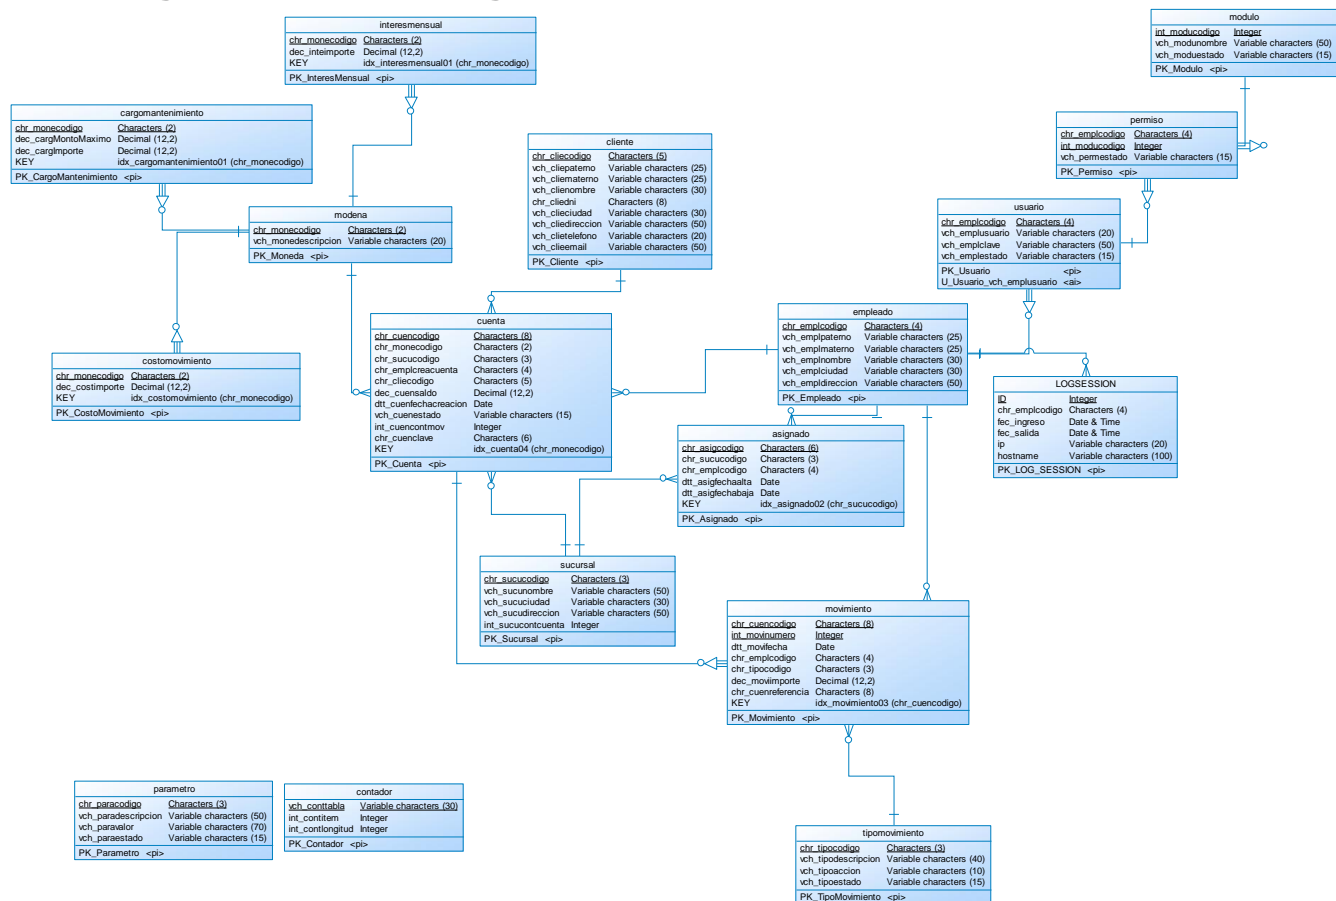 interesmensual
chr_monecodigo Characters (2)
dec_inteimporte Decimal (12,2)
KEY idx_interesmensual01 (chr_monecodigo)
PK_InteresMensual <pi>
modulo
int_moducodigo Integer
vch_modunombre Variable characters (50)
vch_moduestado Variable characters (15)
PK_Modulo <pi>
cargomantenimiento
chr_monecodigo Characters (2)
dec_cargMontoMaximo Decimal (12,2)
dec_cargImporte Decimal (12,2)
KEY idx_cargomantenimiento01 (chr_monecodigo)
PK_CargoMantenimiento <pi>
permiso
chr_emplcodigo Characters (4)
int_moducodigo Integer
vch_permestado Variable characters (15)
PK_Permiso <pi>
cliente
chr_cliecodigo Characters (5)
vch_cliepaterno Variable characters (25)
vch_cliematerno Variable characters (25)
vch_clienombre Variable characters (30)
chr_cliedni Characters (8)
vch_clieciudad Variable characters (30)
vch_cliedireccion Variable characters (50)
vch_clietelefono Variable characters (20)
vch_clieemail Variable characters (50)
PK_Cliente <pi>
modena
chr_monecodigo Characters (2)
vch_monedescripcion Variable characters (20)
PK_Moneda <pi>
usuario
chr_emplcodigo Characters (4)
vch_emplusuario Variable characters (20)
vch_emplclave Variable characters (50)
vch_emplestado Variable characters (15)
PK_Usuario <pi>
U_Usuario_vch_emplusuario <ai>
cuenta
chr_cuencodigo Characters (8)
chr_monecodigo Characters (2)
chr_sucucodigo Characters (3)
chr_emplcreacuenta Characters (4)
chr_cliecodigo Characters (5)
dec_cuensaldo Decimal (12,2)
dtt_cuenfechacreacion Date
vch_cuenestado Variable characters (15)
int_cuencontmov Integer
chr_cuenclave Characters (6)
KEY idx_cuenta04 (chr_monecodigo)
PK_Cuenta <pi>
empleado
chr_emplcodigo Characters (4)
vch_emplpaterno Variable characters (25)
vch_emplmaterno Variable characters (25)
vch_emplnombre Variable characters (30)
vch_emplciudad Variable characters (30)
vch_empldireccion Variable characters (50)
PK_Empleado <pi>
costomovimiento
chr_monecodigo Characters (2)
dec_costimporte Decimal (12,2)
KEY idx_costomovimiento (chr_monecodigo)
PK_CostoMovimiento <pi>
LOGSESSION
ID Integer
chr_emplcodigo Characters (4)
fec_ingreso Date & Time
fec_salida Date & Time
ip Variable characters (20)
hostname Variable characters (100)
PK_LOG_SESSION <pi>
asignado
chr_asigcodigo Characters (6)
chr_sucucodigo Characters (3)
chr_emplcodigo Characters (4)
dtt_asigfechaalta Date
dtt_asigfechabaja Date
KEY idx_asignado02 (chr_sucucodigo)
PK_Asignado <pi>
sucursal
chr_sucucodigo Characters (3)
vch_sucunombre Variable characters (50)
vch_sucuciudad Variable characters (30)
vch_sucudireccion Variable characters (50)
int_sucucontcuenta Integer
PK_Sucursal <pi>
movimiento
chr_cuencodigo Characters (8)
int_movinumero Integer
dtt_movifecha Date
chr_emplcodigo Characters (4)
chr_tipocodigo Characters (3)
dec_moviimporte Decimal (12,2)
chr_cuenreferencia Characters (8)
KEY idx_movimiento03 (chr_cuencodigo)
PK_Movimiento <pi>
parametro
chr_paracodigo Characters (3)
vch_paradescripcion Variable characters (50)
vch_paravalor Variable characters (70)
vch_paraestado Variable characters (15)
PK_Parametro <pi>
contador
vch_conttabla Variable characters (30)
int_contitem Integer
int_contlongitud Integer
PK_Contador <pi>
tipomovimiento
chr_tipocodigo Characters (3)
vch_tipodescripcion Variable characters (40)
vch_tipoaccion Variable characters (10)
vch_tipoestado Variable characters (15)
PK_TipoMovimiento <pi>